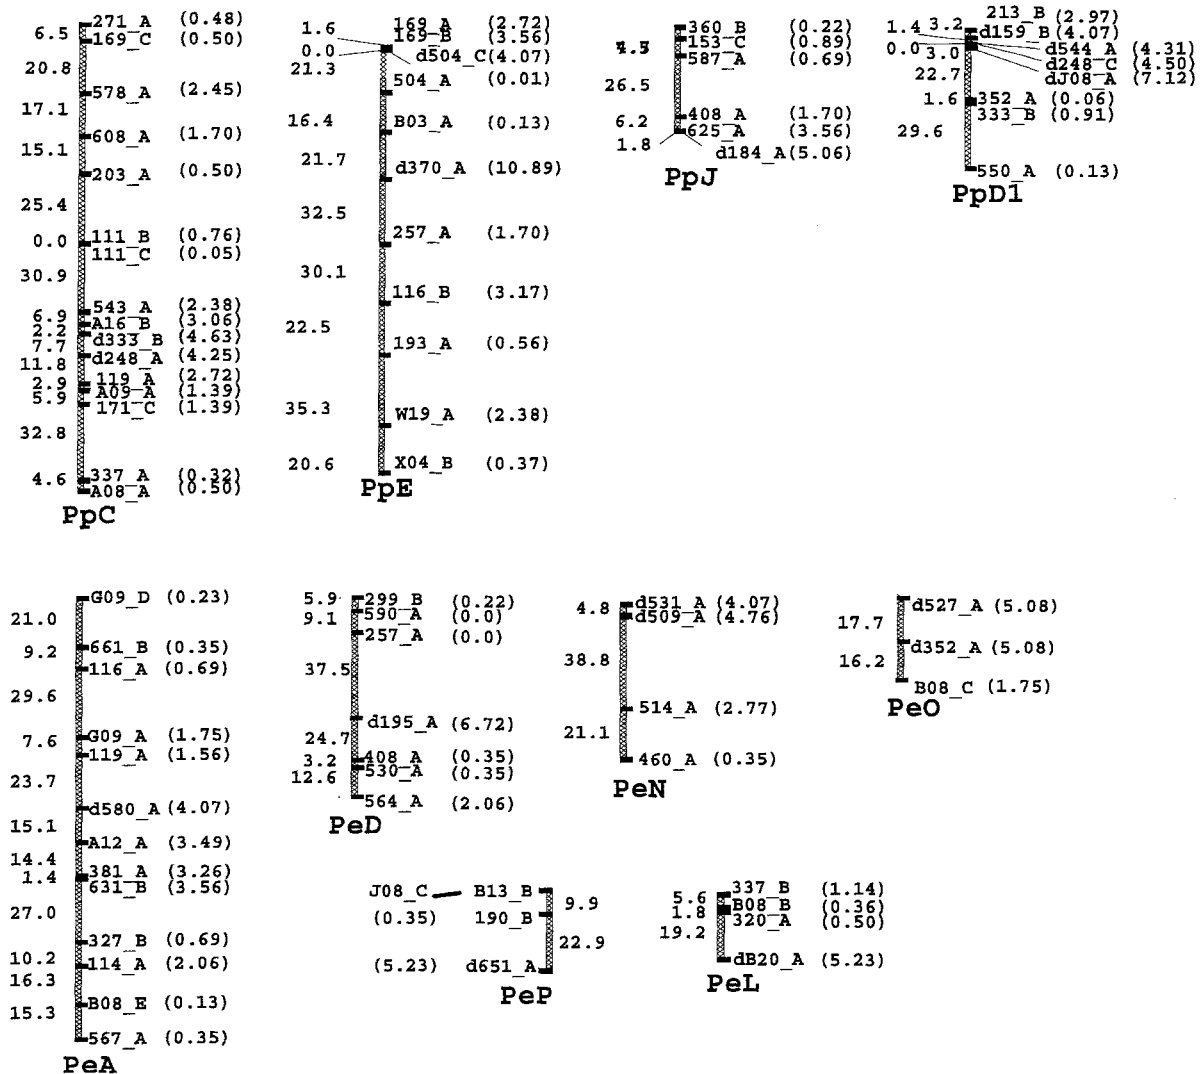 271_A (0.48)
6.5
169_C (0.50)
20.8
578_A (2.45)
17.1
608_A (1.70)
15.1
203_A (0.50)
25.4
111_B (0.76)
0.0
111_C (0.05)
30.9
543_A (2.38)
6.9
A16_B (3.06)
2.2
d333_B (4.63)
7.7
d248_A (4.25)
11.8
119_A (2.72)
2.9
A09_A (1.39)
5.9
171_C (1.39)
32.8
337_A (0.32)
4.6
A08_A (0.50)
PpC
169_A (2.72)
1.6
169_B (3.56)
0.0
d504_C (4.07)
21.3
504_A (0.01)
16.4
B03_A (0.13)
21.7
d370_A (10.89)
32.5
257_A (1.70)
30.1
116_B (3.17)
22.5
193_A (0.56)
35.3
W19_A (2.38)
20.6
X04_B (0.37)
PpE
360_B (0.22)
153_C (0.89)
587_A (0.69)
26.5
408_A (1.70)
6.2
625_A (3.56)
1.8
d184_A (5.06)
PpJ
213_B (2.97)
1.4 3.2
d159_B (4.07)
0.0 3.0
d544_A (4.31)
d248_C (4.50)
dJ08_A (7.12)
22.7
352_A (0.06)
1.6
333_B (0.91)
29.6
550_A (0.13)
PpD1
G09_D (0.23)
21.0
661_B (0.35)
9.2
116_A (0.69)
29.6
G09_A (1.75)
7.6
119_A (1.56)
23.7
d580_A (4.07)
15.1
A12_A (3.49)
14.4
381_A (3.26)
1.4
631_B (3.56)
27.0
327_B (0.69)
10.2
114_A (2.06)
16.3
B08_E (0.13)
15.3
567_A (0.35)
PeA
299_B (0.22)
5.9
590_A (0.0)
9.1
257_A (0.0)
37.5
d195_A (6.72)
24.7
408_A (0.35)
3.2
530_A (0.35)
12.6
564_A (2.06)
PeD
d531_A (4.07)
4.8
d509_A (4.76)
38.8
514_A (2.77)
21.1
460_A (0.35)
PeN
d527_A (5.08)
17.7
d352_A (5.08)
16.2
B08_C (1.75)
PeO
J08_C B13_B
9.9
(0.35) 190_B
22.9
(5.23) d651_A
PeP
337_B (1.14)
5.6
B08_B (0.36)
1.8
320_A (0.50)
19.2
dB20_A (5.23)
PeL